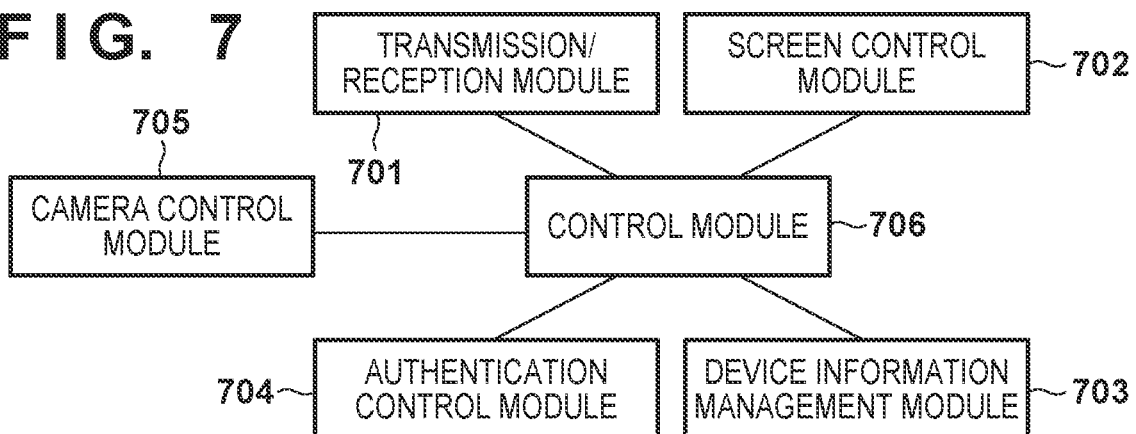 FIG. 7
TRANSMISSION/
RECEPTION MODULE
701
SCREEN CONTROL
MODULE
702
705
CAMERA CONTROL
MODULE
CONTROL MODULE
706
704
AUTHENTICATION
CONTROL MODULE
DEVICE INFORMATION
MANAGEMENT MODULE
703